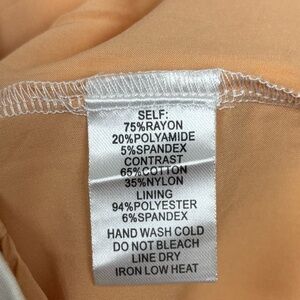 SELF:
75%RAYON
20%POLYAMIDE
5%SPANDEX
CONTRAST
65%COTTON
35%NYLON
LINING
94%POLYESTER
6%SPANDEX
HAND WASH COLD
DO NOT BLEACH
LINE DRY
IRON LOW HEAT